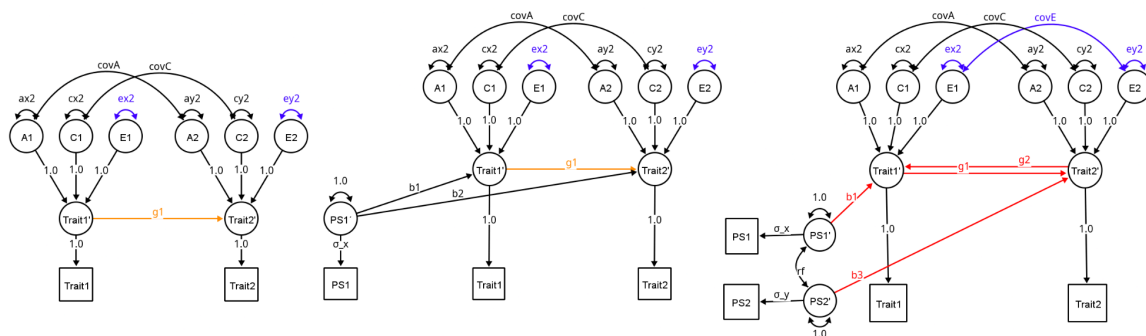 covA covC
ax2 cx2 ex2 ay2 cy2 ey2
A1 C1 E1 A2 C2 E2
1.0 1.0 1.0 1.0 1.0 1.0
Trait1' g1 Trait2'
1.0 1.0
Trait1 Trait2
covA covC
ax2 cx2 ex2 ay2 cy2 ey2
A1 C1 E1 A2 C2 E2
1.0 1.0 1.0 1.0 1.0 1.0
Trait1' g1 Trait2'
1.0 b1 b2
PS1' 1.0 1.0
σ_x
PS1 Trait1 Trait2
covA covC covE
ax2 cx2 ex2 ay2 cy2 ey2
A1 C1 E1 A2 C2 E2
1.0 1.0 1.0 1.0 1.0 1.0
Trait1' g1 g2 Trait2'
1.0 b1
PS1 σ_x PS1' 1.0 1.0
rf b3
PS2 σ_y PS2' Trait1 Trait2
1.0